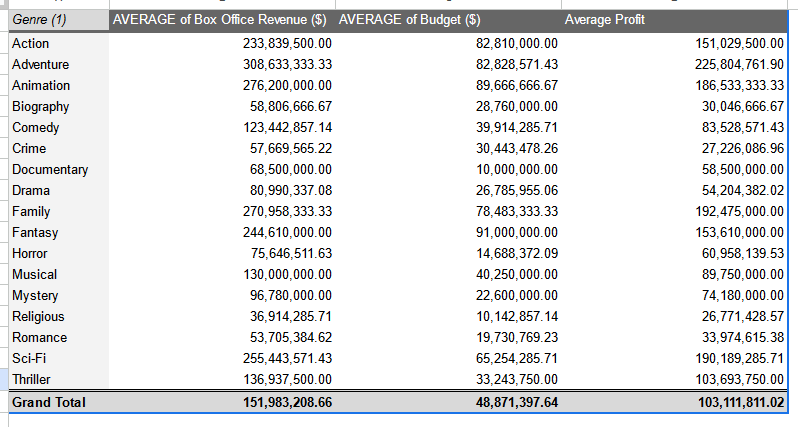 Genre (1) AVERAGE of Box Office Revenue ($) AVERAGE of Budget ($) Average Profit
Action 233,839,500.00 82,810,000.00 151,029,500.00
Adventure 308,633,333.33 82,828,571.43 225,804,761.90
Animation 276,200,000.00 89,666,666.67 186,533,333.33
Biography 58,806,666.67 28,760,000.00 30,046,666.67
Comedy 123,442,857.14 39,914,285.71 83,528,571.43
Crime 57,669,565.22 30,443,478.26 27,226,086.96
Documentary 68,500,000.00 10,000,000.00 58,500,000.00
Drama 80,990,337.08 26,785,955.06 54,204,382.02
Family 270,958,333.33 78,483,333.33 192,475,000.00
Fantasy 244,610,000.00 91,000,000.00 153,610,000.00
Horror 75,646,511.63 14,688,372.09 60,958,139.53
Musical 130,000,000.00 40,250,000.00 89,750,000.00
Mystery 96,780,000.00 22,600,000.00 74,180,000.00
Religious 36,914,285.71 10,142,857.14 26,771,428.57
Romance 53,705,384.62 19,730,769.23 33,974,615.38
Sci-Fi 255,443,571.43 65,254,285.71 190,189,285.71
Thriller 136,937,500.00 33,243,750.00 103,693,750.00
Grand Total 151,983,208.66 48,871,397.64 103,111,811.02